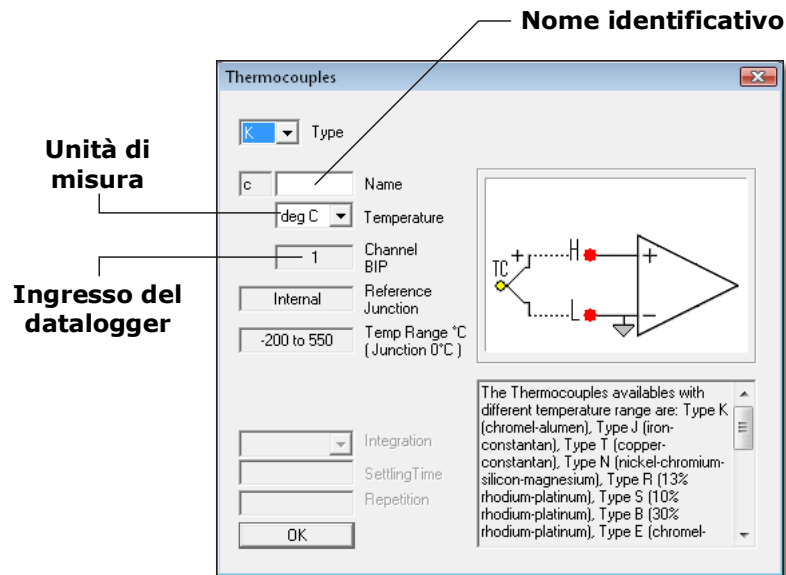 Nome identificativo
Thermocouples
K
Type
Unità di
misura
c
Name
deg C
Temperature
1
Channel
BIP
Ingresso del
datalogger
Internal
Reference
Junction
-200 to 550
Temp Range °C
( Junction 0°C )
TC
+
H
+
L
−
The Thermocouples availables with
different temperature range are: Type K
(chromel-alumen), Type J (iron-
constantan), Type T (copper-
constantan), Type N (nickel-chromium-
silicon-magnesium), Type R (13%
rhodium-platinum), Type S (10%
rhodium-platinum), Type B (30%
rhodium-platinum), Type E (chromel-
Integration
SettlingTime
Repetition
OK